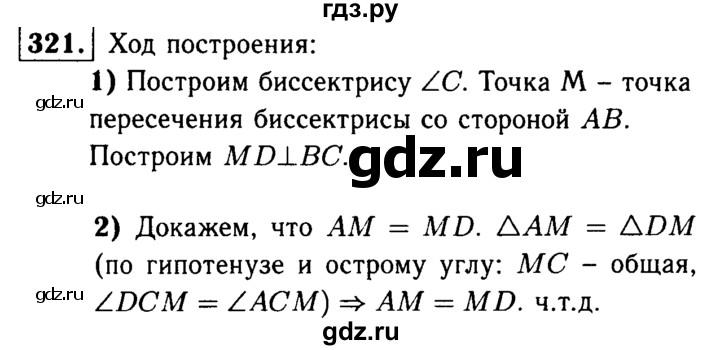 гдз.ру
321. Ход построения:
1) Построим биссектрису ∠C. Точка M – точка
gdz.ru
пересечения биссектрисы со стороной AB.
Построим MD⊥BC.
gdz.ru
gdz.ru
2) Докажем, что AM = MD. △AM = △DM
(по гипотенузе и острому углу: MC – общая,
gdz.ru
∠DCM = ∠ACM) ⇒ AM = MD. ч.т.д.
gdz.ru